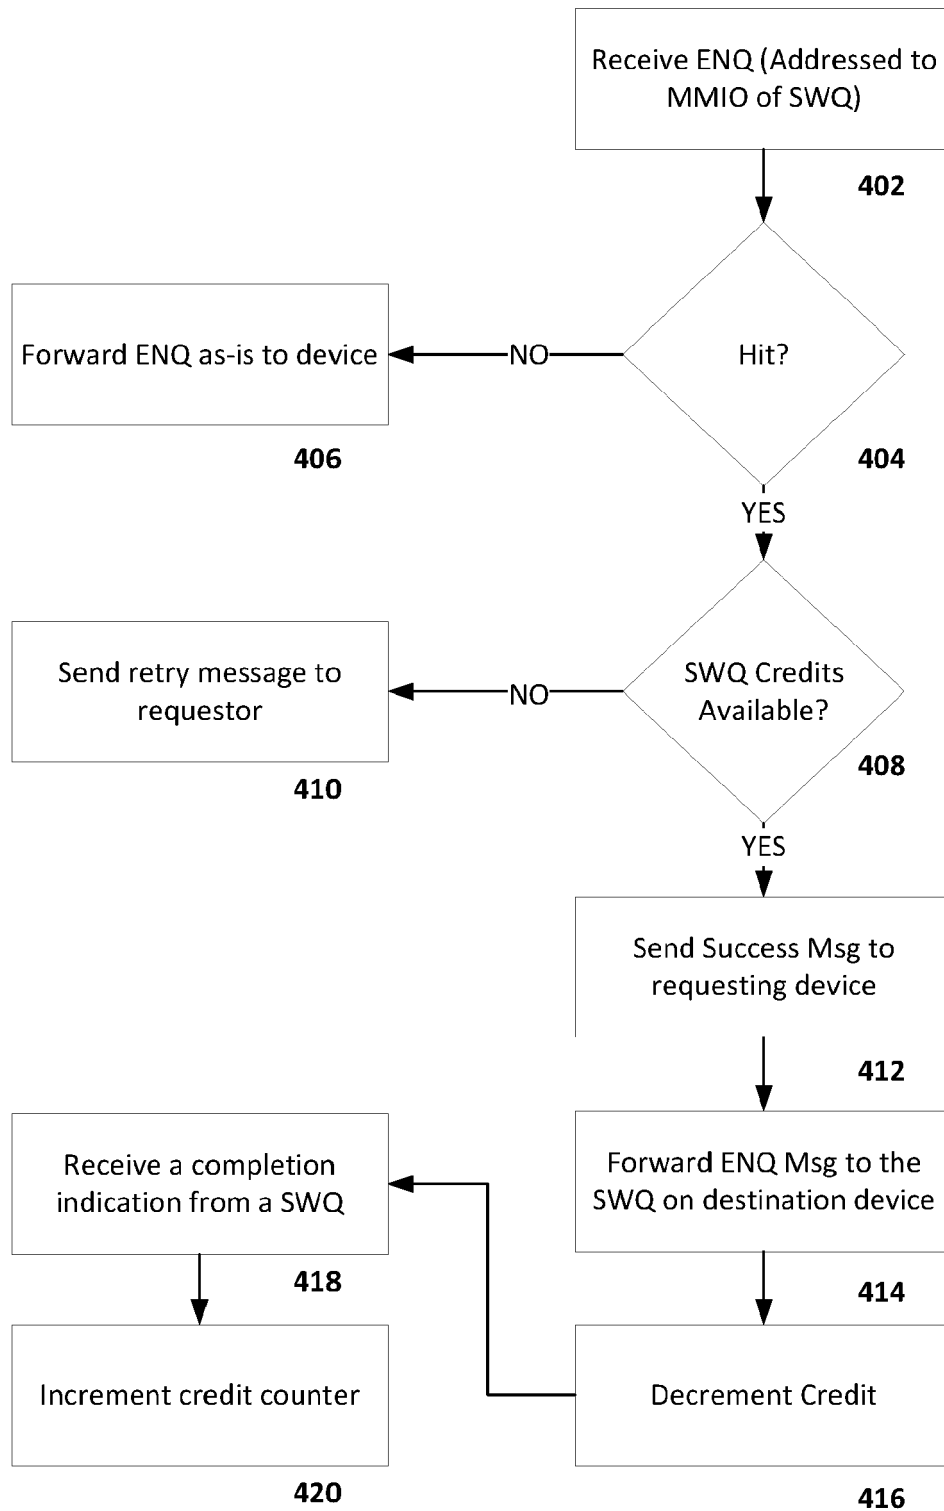 Receive ENQ (Addressed to
MMIO of SWQ)
402
Hit?
404
NO
Forward ENQ as-is to device
406
YES
SWQ Credits
Available?
408
NO
Send retry message to
requestor
410
YES
Send Success Msg to
requesting device
412
Forward ENQ Msg to the
SWQ on destination device
414
Decrement Credit
416
Receive a completion
indication from a SWQ
418
Increment credit counter
420